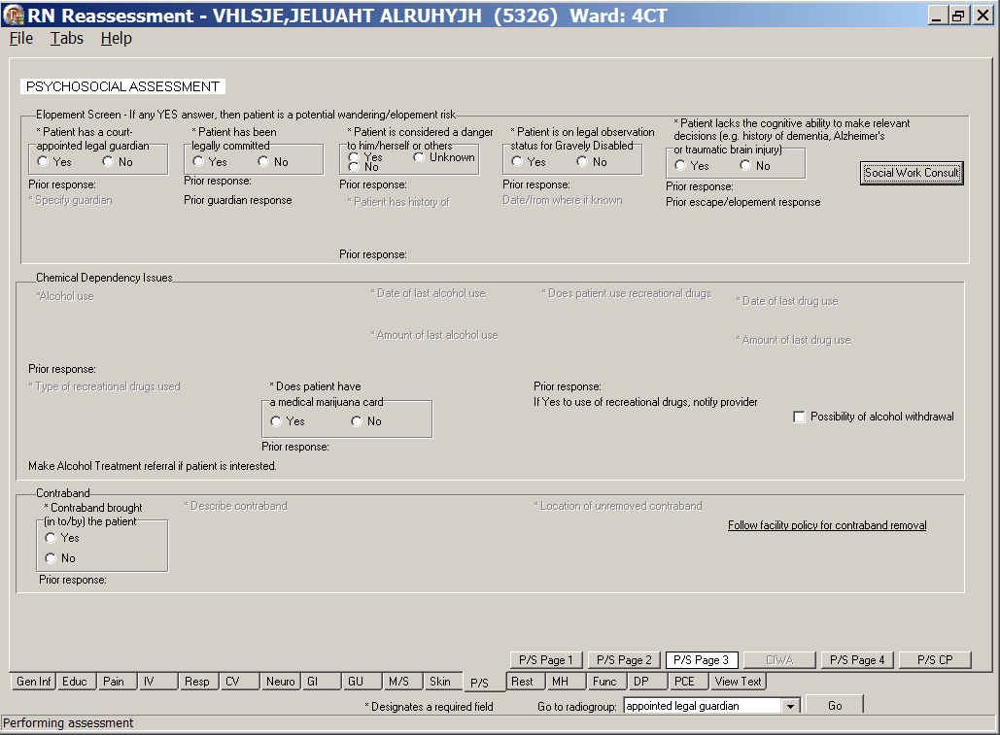 RN Reassessment - VHLSJE,JELUAHT ALRUHYJH (5326) Ward: 4CT
File Tabs Help
PSYCHOSOCIAL ASSESSMENT
Elopement Screen - If any YES answer, then patient is a potential wandering/elopement risk
* Patient has a court-
appointed legal guardian
Yes No
Prior response:
* Specify guardian
* Patient has been
legally committed
Yes No
Prior response:
Prior guardian response
* Patient is considered a danger
to him/herself or others
Yes Unknown
No
Prior response:
* Patient has history of
Prior response:
* Patient is on legal observation
status for Gravely Disabled
Yes No
Prior response:
Date/from where if known
* Patient lacks the cognitive ability to make relevant
decisions (e.g. history of dementia, Alzheimer's
or traumatic brain injury)
Yes No
Prior response:
Prior escape/elopement response
Social Work Consult
Chemical Dependency Issues
*Alcohol use
* Date of last alcohol use
* Does patient use recreational drugs
* Date of last drug use
* Amount of last alcohol use
* Amount of last drug use
Prior response:
* Type of recreational drugs used
* Does patient have
a medical marijuana card
Yes No
Prior response:
Prior response:
If Yes to use of recreational drugs, notify provider
Possibility of alcohol withdrawal
Make Alcohol Treatment referral if patient is interested.
Contraband
* Contraband brought
(in to/by) the patient
Yes
No
Prior response:
* Describe contraband
* Location of unremoved contraband
Follow facility policy for contraband removal
P/S Page 1 P/S Page 2 P/S Page 3 CIWA P/S Page 4 P/S CP
Gen Inf Educ Pain IV Resp CV Neuro GI GU M/S Skin P/S Rest MH Func DP PCE View Text
* Designates a required field Go to radiogroup: appointed legal guardian Go
Performing assessment